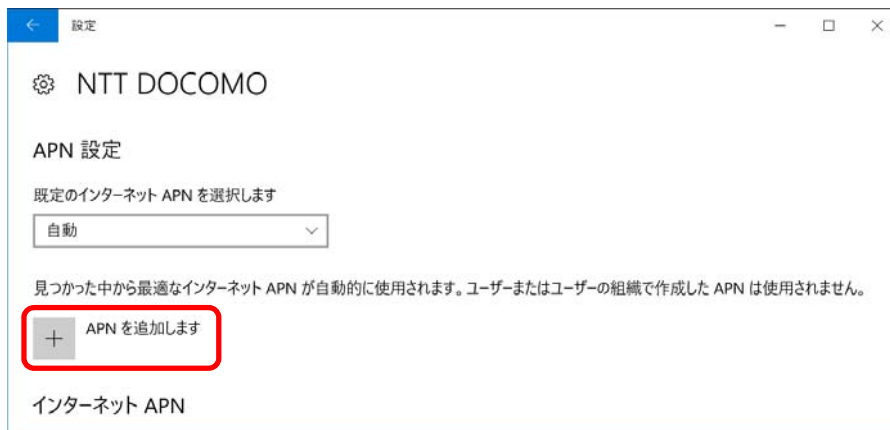 設定
NTT DOCOMO
APN 設定
既定のインターネット APN を選択します
自動
見つかった中から最適なインターネット APN が自動的に使用されます。ユーザーまたはユーザーの組織で作成した APN は使用されません。
APN を追加します
インターネット APN